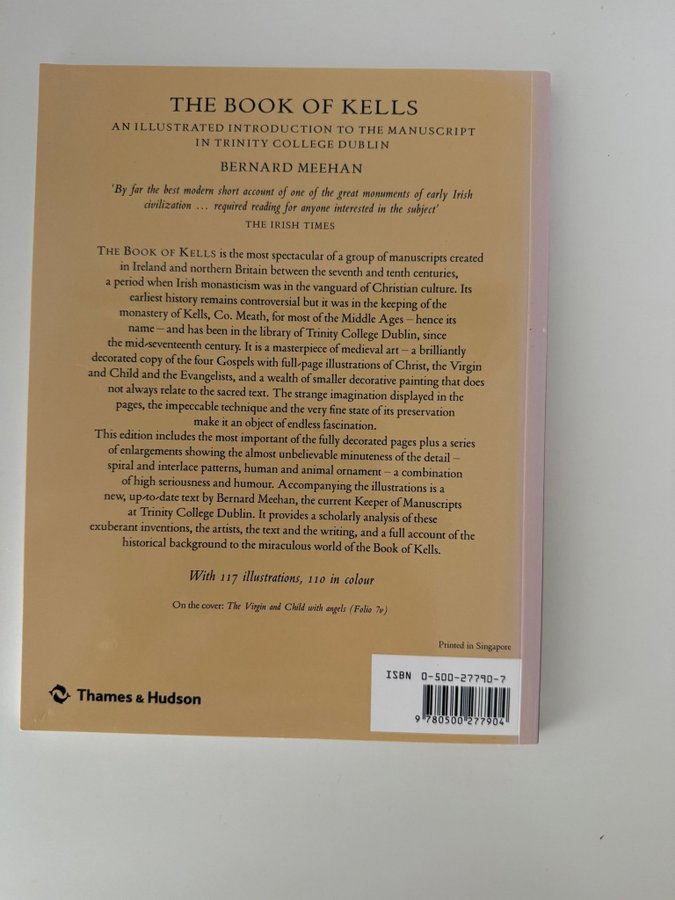 THE BOOK OF KELLS
AN ILLUSTRATED INTRODUCTION TO THE MANUSCRIPT
IN TRINITY COLLEGE DUBLIN
BERNARD MEEHAN
'By far the best modern short account of one of the great monuments of early Irish
civilization ... required reading for anyone interested in the subject'
THE IRISH TIMES
THE BOOK OF KELLS is the most spectacular of a group of manuscripts created
in Ireland and northern Britain between the seventh and tenth centuries,
a period when Irish monasticism was in the vanguard of Christian culture. Its
earliest history remains controversial but it was in the keeping of the
monastery of Kells, Co. Meath, for most of the Middle Ages – hence its
name – and has been in the library of Trinity College Dublin, since
the mid-seventeenth century. It is a masterpiece of medieval art – a brilliantly
decorated copy of the four Gospels with full-page illustrations of Christ, the Virgin
and Child and the Evangelists, and a wealth of smaller decorative painting that does
not always relate to the sacred text. The strange imagination displayed in the
pages, the impeccable technique and the very fine state of its preservation
make it an object of endless fascination.
This edition includes the most important of the fully decorated pages plus a series
of enlargements showing the almost unbelievable minuteness of the detail –
spiral and interlace patterns, human and animal ornament – a combination
of high seriousness and humour. Accompanying the illustrations is a
new, up-to-date text by Bernard Meehan, the current Keeper of Manuscripts
at Trinity College Dublin. It provides a scholarly analysis of these
exuberant inventions, the artists, the text and the writing, and a full account of the
historical background to the miraculous world of the Book of Kells.
With 117 illustrations, 110 in colour
On the cover: The Virgin and Child with angels (Folio 7v)
Printed in Singapore
ISBN 0-500-27790-7
9 780500 277904
Thames & Hudson